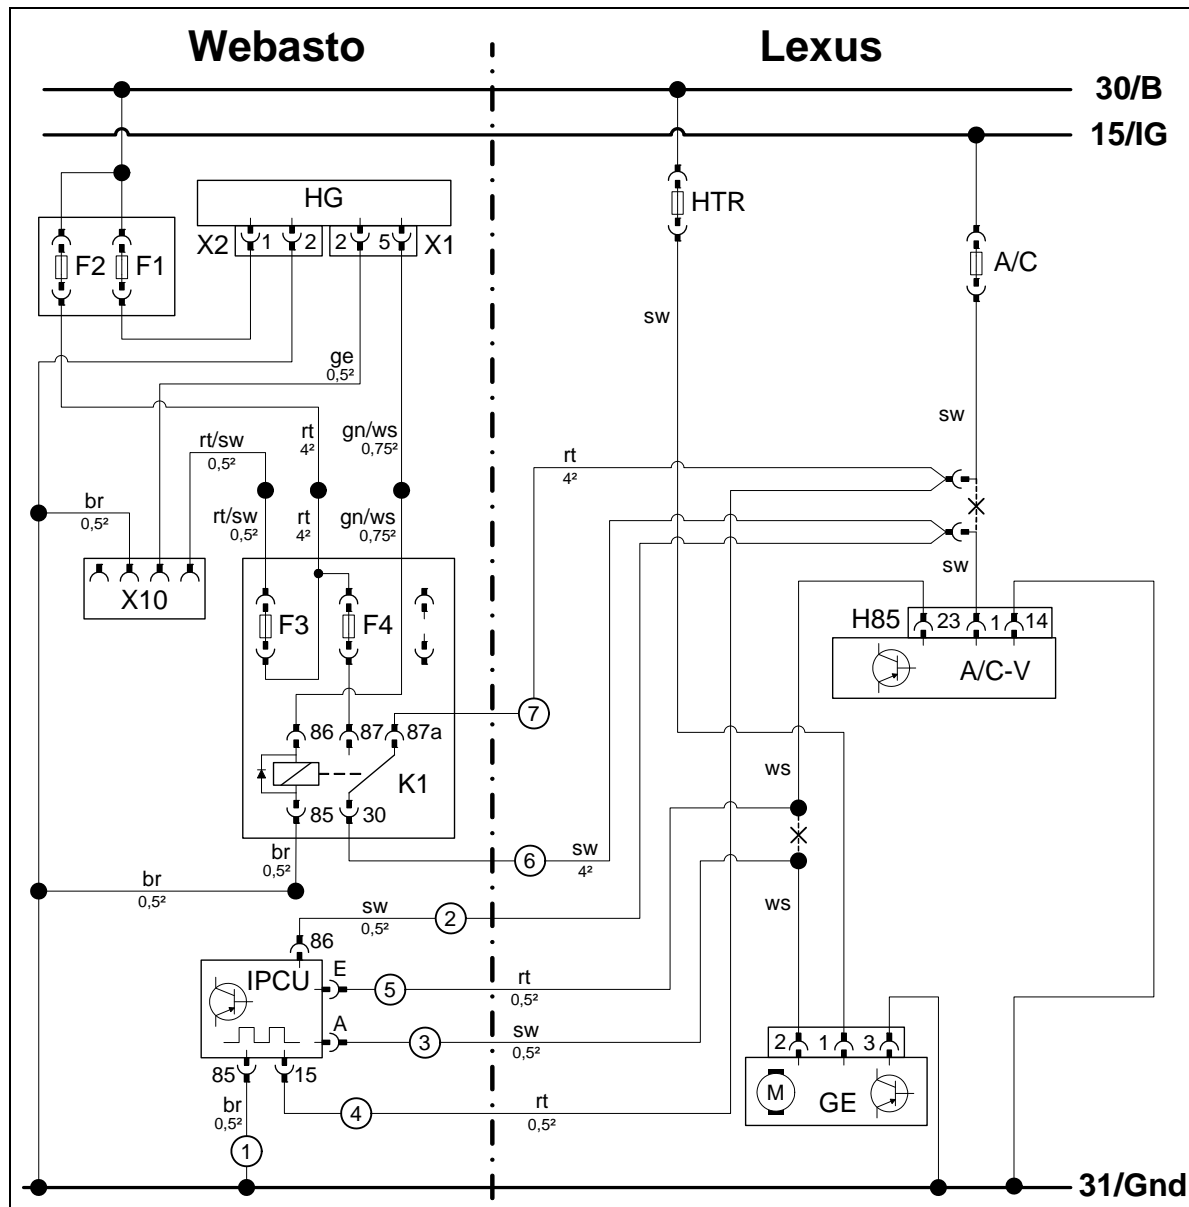 Webasto Lexus
30/B
15/IG
HG
HTR
X2 1 2 2 5 X1
F2 F1
A/C
sw
ge
0,5²
rt/sw
0,5²
rt
4²
gn/ws
0,75²
sw
rt
4²
br
0,5²
rt/sw
0,5²
rt
4²
gn/ws
0,75²
sw
X10
F3 F4
H85 23 1 14
A/C-V
7
86 87 87a
K1
ws
85 30
br
0,5²
6
sw
4²
br
0,5²
ws
sw
0,5²
2
86
IPCU
E
5
rt
0,5²
A
3
sw
0,5²
2 1 3
85 15
M
GE
br
0,5²
4
rt
0,5²
1
31/Gnd